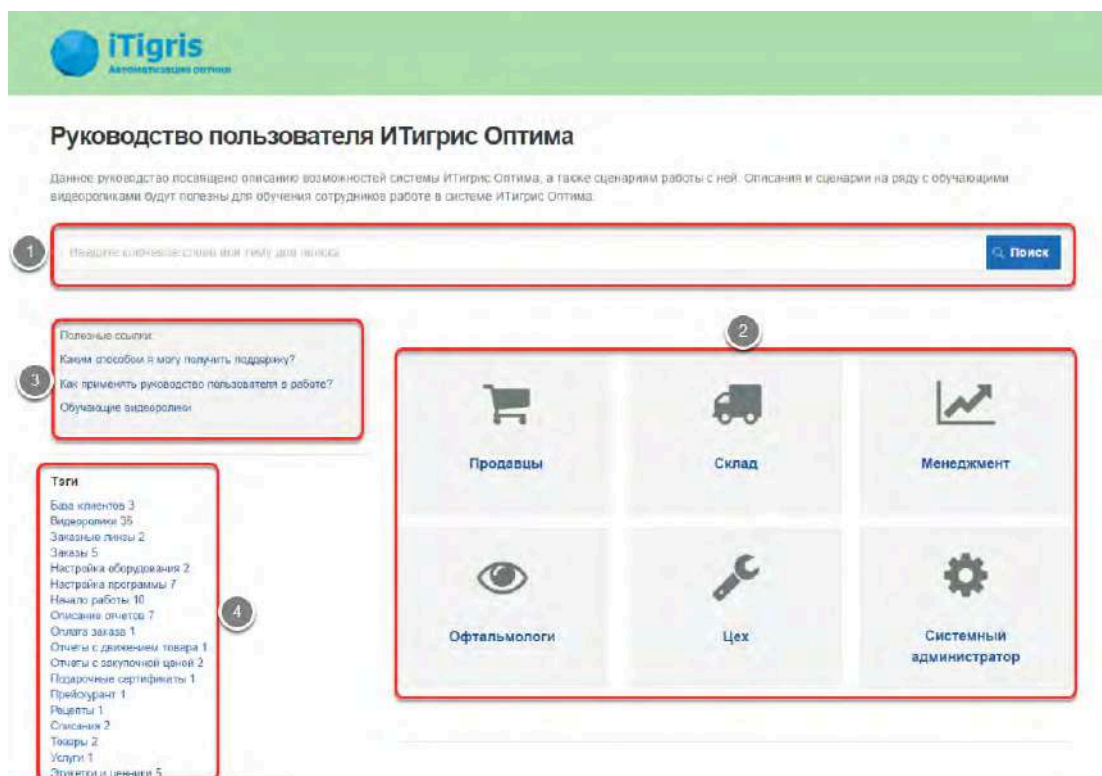 iTigris
Автоматизация оптики
Руководство пользователя ИТигрис Оптима
Данное руководство посвящено описанию возможностей системы ИТигрис Оптима, а также сценариям работы с ней. Описания и сценарии на ряду с обучающими
видеороликами будут полезны для обучения сотрудников работе в системе ИТигрис Оптима.
1
Введите ключевое слово или тему для поиска
Поиск
Полезные ссылки:
Каким способом я могу получить поддержку?
3
Как применять руководство пользователя в работе?
Обучающие видеоролики
2
Продавцы
Склад
Менеджмент
Офтальмологи
Цех
Системный
администратор
Тэги
База клиентов 3
Видеоролики 35
Заказные линзы 2
Заказы 5
Настройка оборудования 2
Настройка программы 7
Начало работы 10
Описание отчетов 7
4
Оплата заказа 1
Отчеты с движением товара 1
Отчеты с закупочной ценой 2
Подарочные сертификаты 1
Прейскурант 1
Рецепты 1
Списания 2
Товары 2
Услуги 1
Этикетки и ценники 5